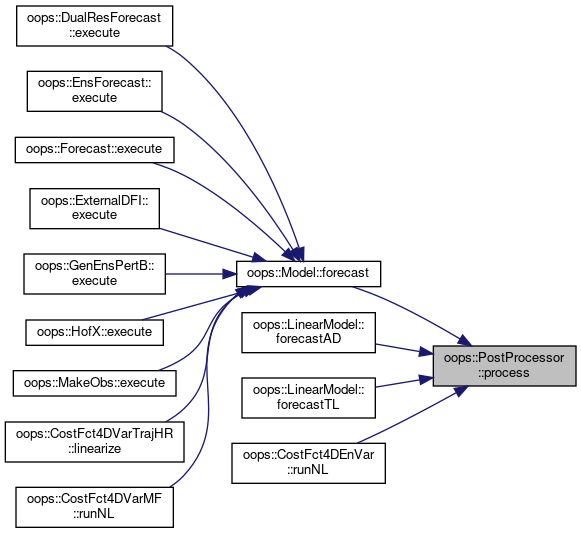 oops::DualResForecast
::execute
oops::EnsForecast::
execute
oops::Forecast::execute
oops::ExternalDFI::
execute
oops::GenEnsPertB::
execute
oops::HofX::execute
oops::MakeObs::execute
oops::CostFct4DVarTrajHR
::linearize
oops::CostFct4DVarMF
::runNL
oops::Model::forecast
oops::LinearModel::
forecastAD
oops::LinearModel::
forecastTL
oops::CostFct4DEnVar
::runNL
oops::PostProcessor
::process